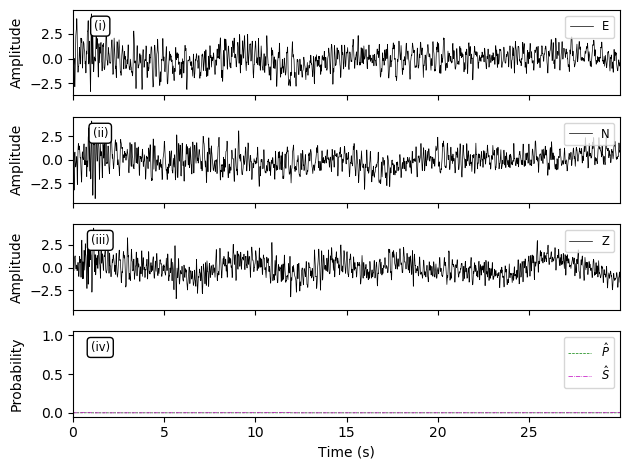 Amplitude
2.5
0.0
−2.5
(i)
E
Amplitude
2.5
0.0
−2.5
(ii)
N
Amplitude
2.5
0.0
−2.5
(iii)
Z
Probability
1.0
0.5
0.0
(iv)
P̂
Ŝ
0 5 10 15 20 25
Time (s)